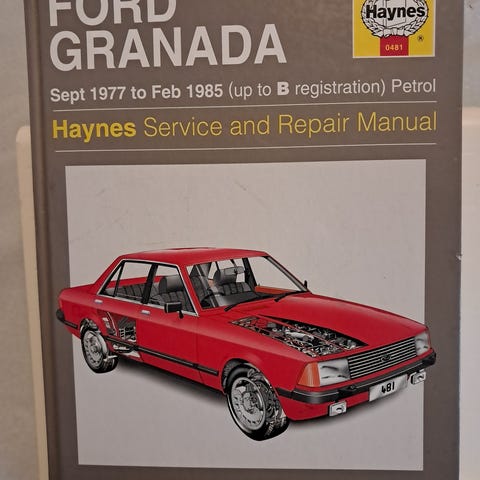 FORD
GRANADA
Haynes
®
0481
Sept 1977 to Feb 1985 (up to B registration) Petrol
Haynes Service and Repair Manual
481